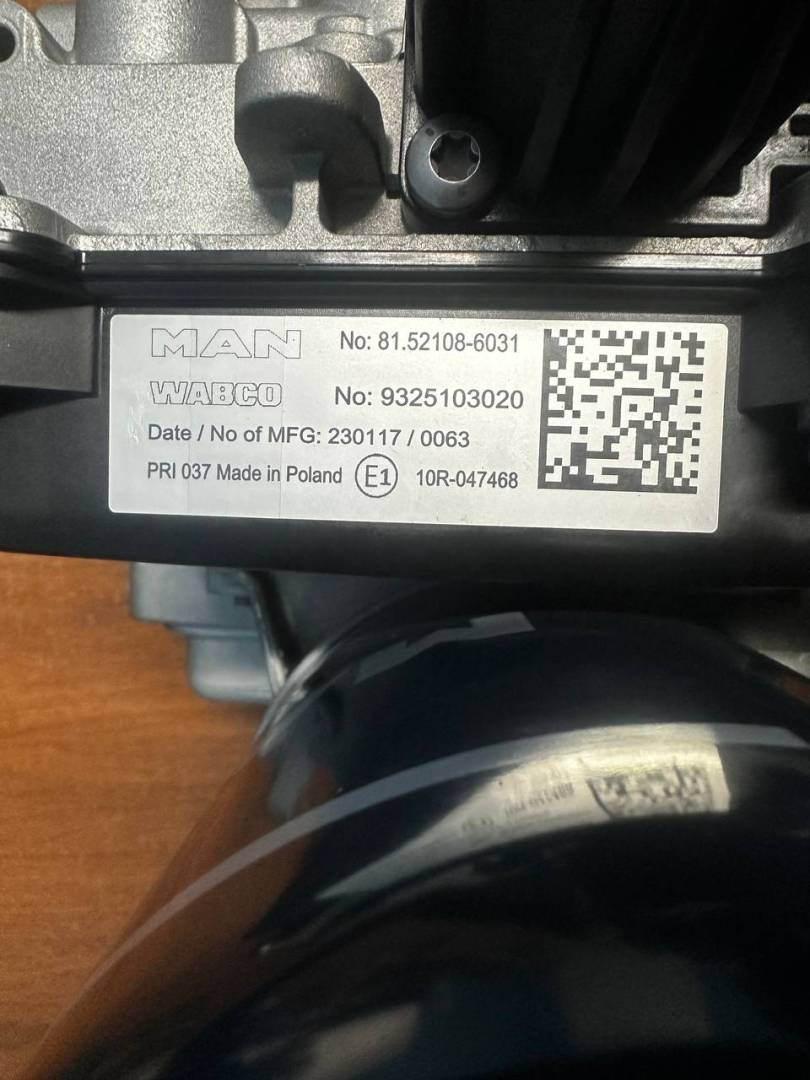 MAN No: 81.52108-6031
WABCO No: 9325103020
Date / No of MFG: 230117 / 0063
PRI 037 Made in Poland E1 10R-047468